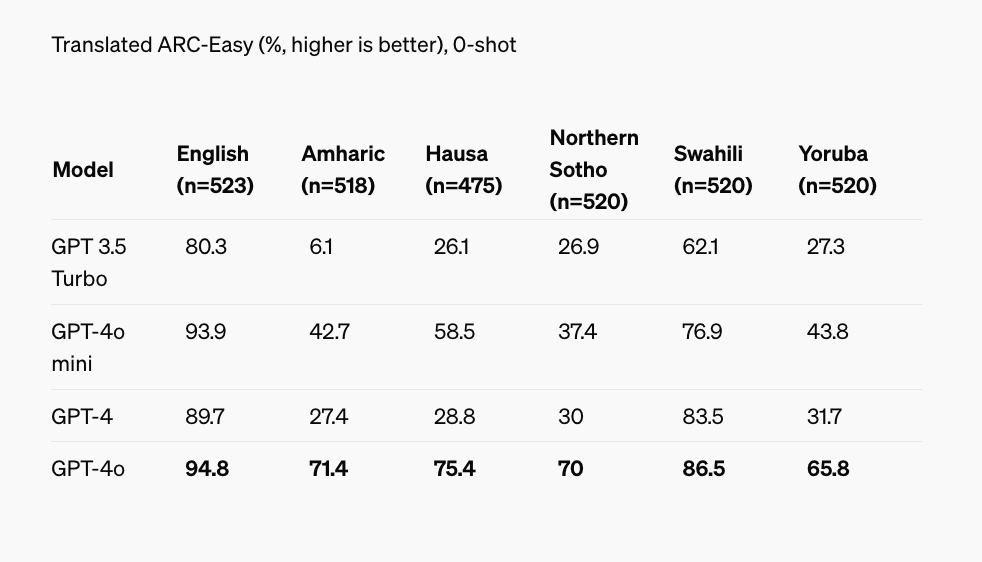 Translated ARC-Easy (%, higher is better), 0-shot
Model English (n=523) Amharic (n=518) Hausa (n=475) Northern Sotho (n=520) Swahili (n=520) Yoruba (n=520)
GPT 3.5 Turbo 80.3 6.1 26.1 26.9 62.1 27.3
GPT-4o mini 93.9 42.7 58.5 37.4 76.9 43.8
GPT-4 89.7 27.4 28.8 30 83.5 31.7
GPT-4o 94.8 71.4 75.4 70 86.5 65.8